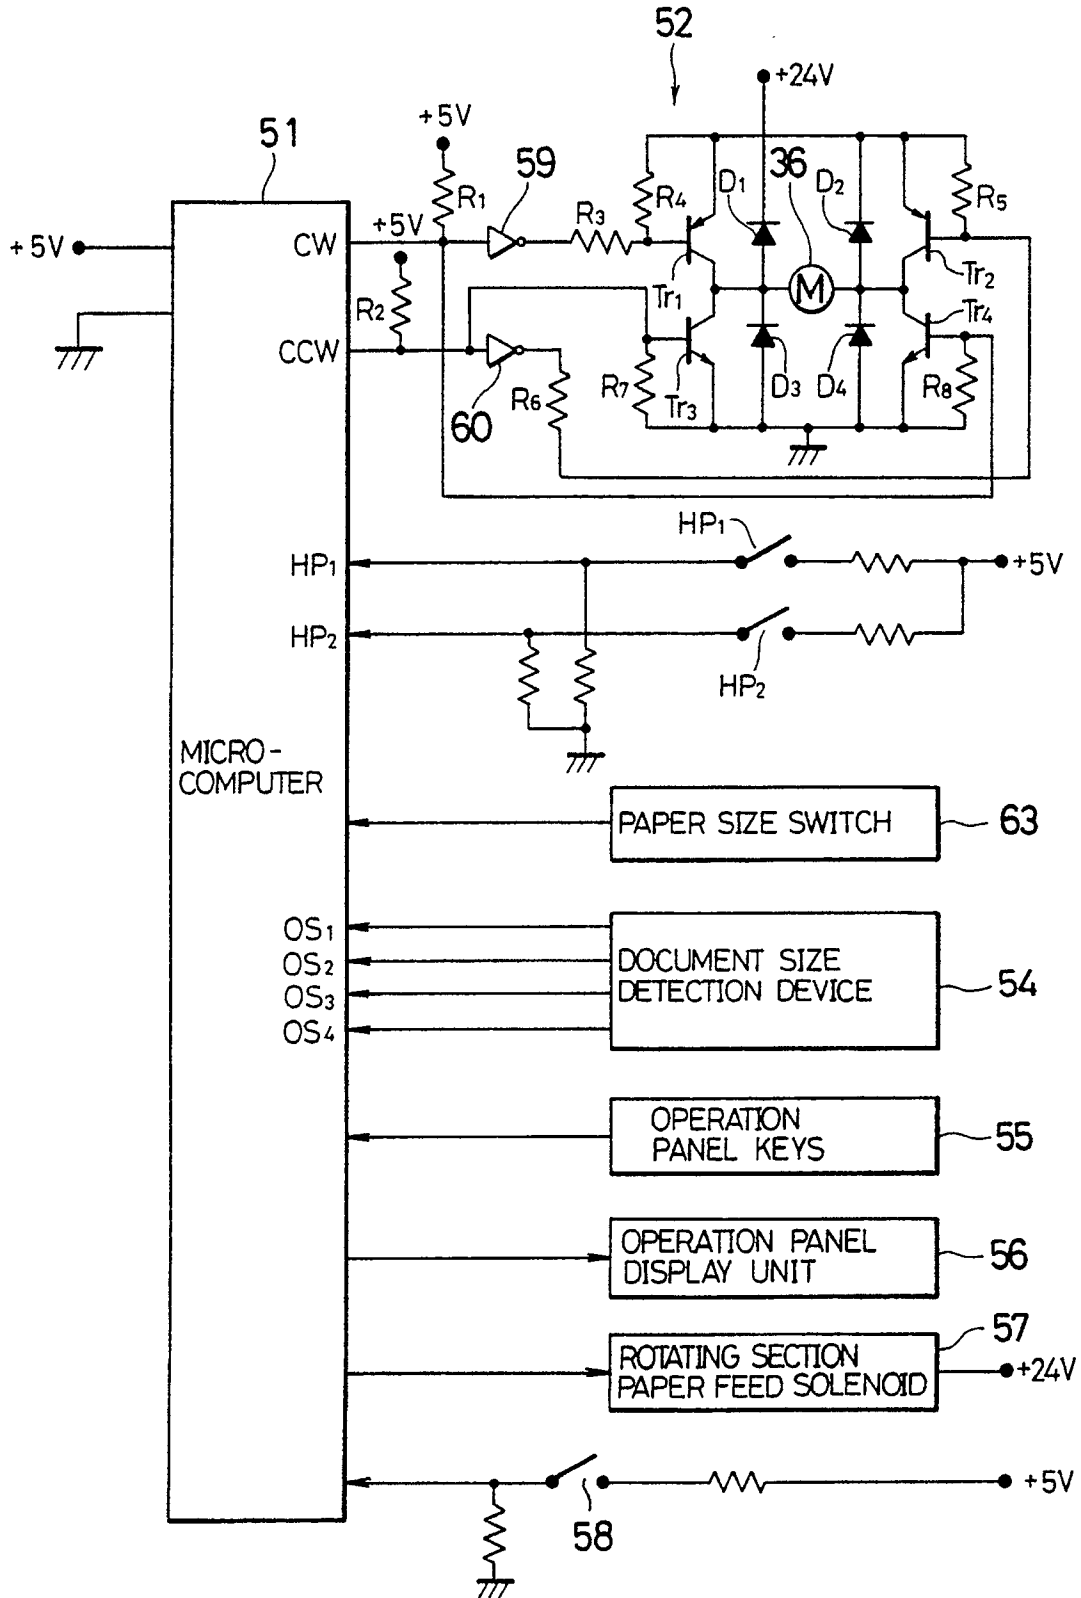 52
+24V
51
+5V
59
36
R1
D1
D2
R4
R5
+5V
R3
+5V
CW
Tr1
Tr2
M
Tr4
R2
CCW
R6
R7
Tr3
D3
D4
R8
60
HP1
HP1
+5V
HP2
HP2
MICRO-
COMPUTER
PAPER SIZE SWITCH
63
OS1
OS2
OS3
OS4
DOCUMENT SIZE
DETECTION DEVICE
54
OPERATION
PANEL KEYS
55
OPERATION PANEL
DISPLAY UNIT
56
57
ROTATING SECTION
PAPER FEED SOLENOID
+24V
+5V
58